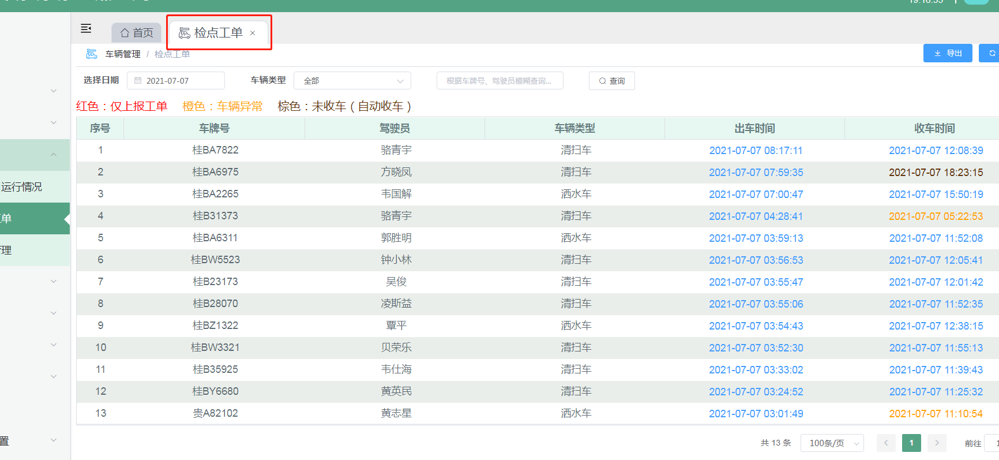 首页 检点工单 ×
车辆管理 / 检点工单 导出
选择日期 2021-07-07 车辆类型 全部 根据车牌号、驾驶员模糊查询... 查询
红色：仅上报工单 橙色：车辆异常 棕色：未收车（自动收车）
序号 车牌号 驾驶员 车辆类型 出车时间 收车时间
1 桂BA7822 骆青宇 清扫车 2021-07-07 08:17:11 2021-07-07 12:08:39
2 桂BA6975 方晓凤 清扫车 2021-07-07 07:59:35 2021-07-07 18:23:15
3 桂BA2265 韦国解 洒水车 2021-07-07 07:00:47 2021-07-07 15:50:19
4 桂B31373 骆青宇 清扫车 2021-07-07 04:28:41 2021-07-07 05:22:53
5 桂BA6311 郭胜明 洒水车 2021-07-07 03:59:13 2021-07-07 11:52:08
6 桂BW5523 钟小林 清扫车 2021-07-07 03:56:53 2021-07-07 12:05:41
7 桂B23173 吴俊 清扫车 2021-07-07 03:55:47 2021-07-07 12:01:42
8 桂B28070 凌斯益 清扫车 2021-07-07 03:55:06 2021-07-07 11:52:35
9 桂BZ1322 覃平 洒水车 2021-07-07 03:54:43 2021-07-07 12:38:15
10 桂BW3321 贝荣乐 清扫车 2021-07-07 03:52:30 2021-07-07 11:55:13
11 桂B35925 韦仕海 清扫车 2021-07-07 03:33:02 2021-07-07 11:39:43
12 桂BY6680 黄英民 清扫车 2021-07-07 03:24:52 2021-07-07 11:25:32
13 贵A82102 黄志星 洒水车 2021-07-07 03:01:49 2021-07-07 11:10:54
共 13 条 100条/页 1 前往 1
运行情况
单
理
置